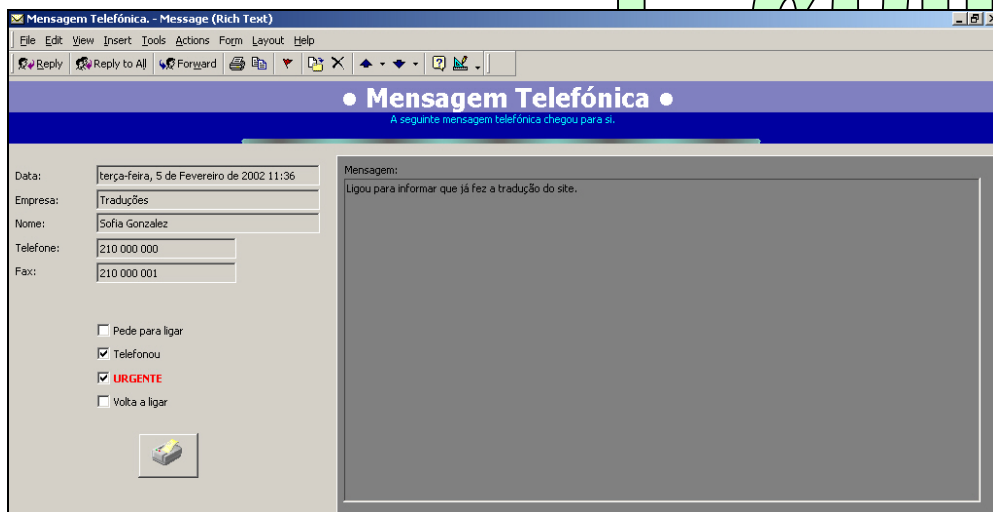 Mensagem Telefónica. - Message (Rich Text)
File Edit View Insert Tools Actions Form Layout Help
Reply Reply to All Forward
• Mensagem Telefónica •
A seguinte mensagem telefónica chegou para si.
Data: terça-feira, 5 de Fevereiro de 2002 11:36
Empresa: Traduções
Nome: Sofia Gonzalez
Telefone: 210 000 000
Fax: 210 000 001
Pede para ligar
Telefonou
URGENTE
Volta a ligar
Mensagem:
Ligou para informar que já fez a tradução do site.